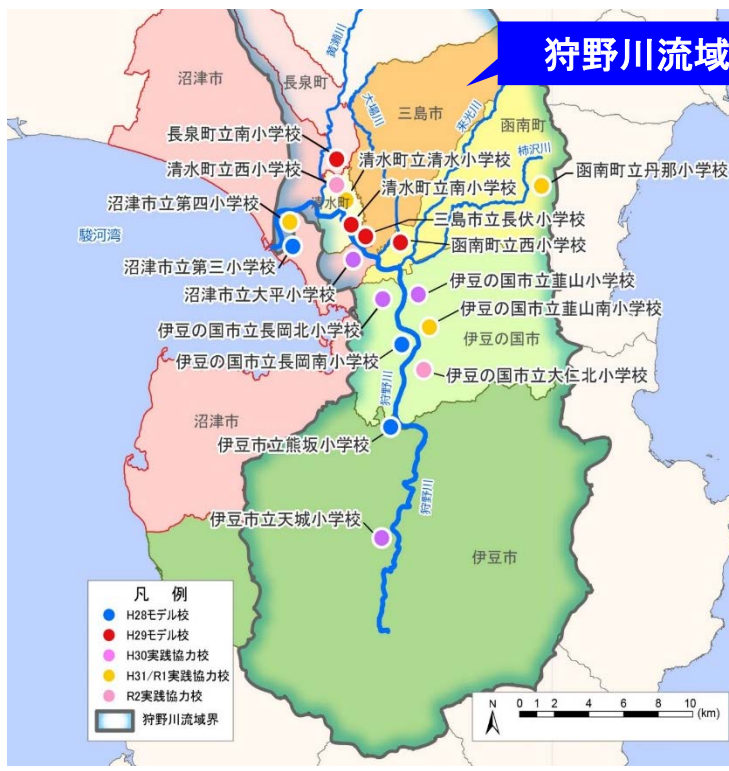 狩野川流域
黄瀬川
沼津市
長泉町
大場川
三島市
来光川
函南町
柿沢川
長泉町立南小学校
清水町立清水小学校
清水町立西小学校
清水町立南小学校
函南町立丹那小学校
清水町
沼津市立第四小学校
三島市立長伏小学校
駿河湾
函南町立西小学校
沼津市立第三小学校
伊豆の国市立韮山小学校
沼津市立大平小学校
伊豆の国市立韮山南小学校
伊豆の国市立長岡北小学校
伊豆の国市
伊豆の国市立長岡南小学校
伊豆の国市立大仁北小学校
狩野川
沼津市
伊豆市立熊坂小学校
狩野川
伊豆市立天城小学校
伊豆市
凡 例
H28モデル校
H29モデル校
H30実践協力校
H31/R1実践協力校
R2実践協力校
狩野川流域界
N
0 1 2 4 6 8 10
(km)